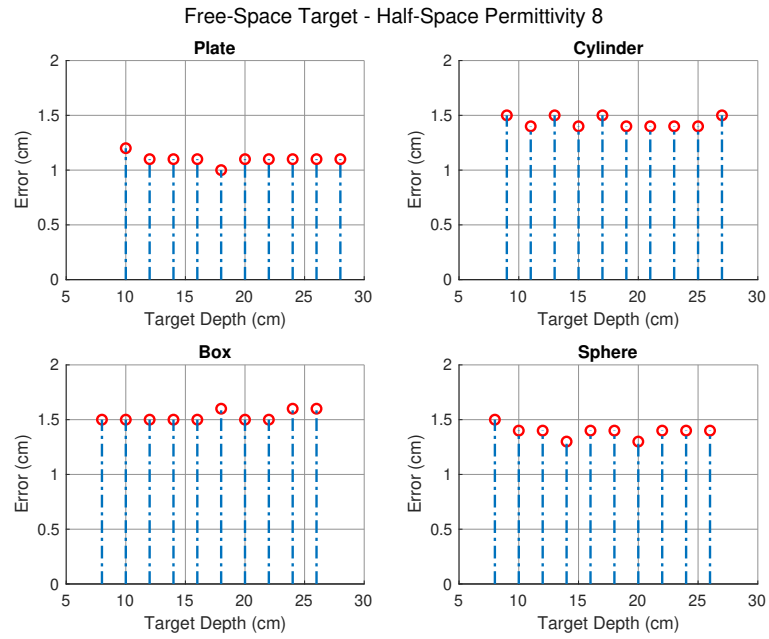 Free-Space Target - Half-Space Permittivity 8
Plate
2
1.5
1
0.5
0
Error (cm)
5 10 15 20 25 30
Target Depth (cm)
Cylinder
2
1.5
1
0.5
0
Error (cm)
5 10 15 20 25 30
Target Depth (cm)
Box
2
1.5
1
0.5
0
Error (cm)
5 10 15 20 25 30
Target Depth (cm)
Sphere
2
1.5
1
0.5
0
Error (cm)
5 10 15 20 25 30
Target Depth (cm)